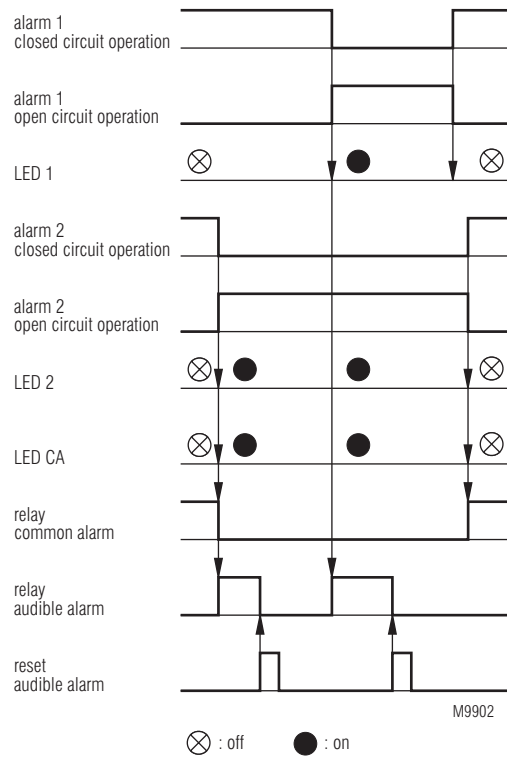 alarm 1
closed circuit operation
alarm 1
open circuit operation
LED 1
alarm 2
closed circuit operation
alarm 2
open circuit operation
LED 2
LED CA
relay
common alarm
relay
audible alarm
reset
audible alarm
M9902
: off : on